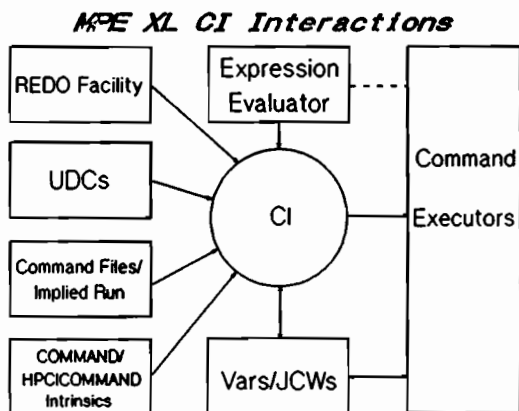 MPE XL CI Interactions
REDO Facility
Expression
Evaluator
UDCs
Command
CI
Executors
Command Files/
Implied Run
COMMAND/
HPCICOMMAND
Intrinsics
Vars/JCWs